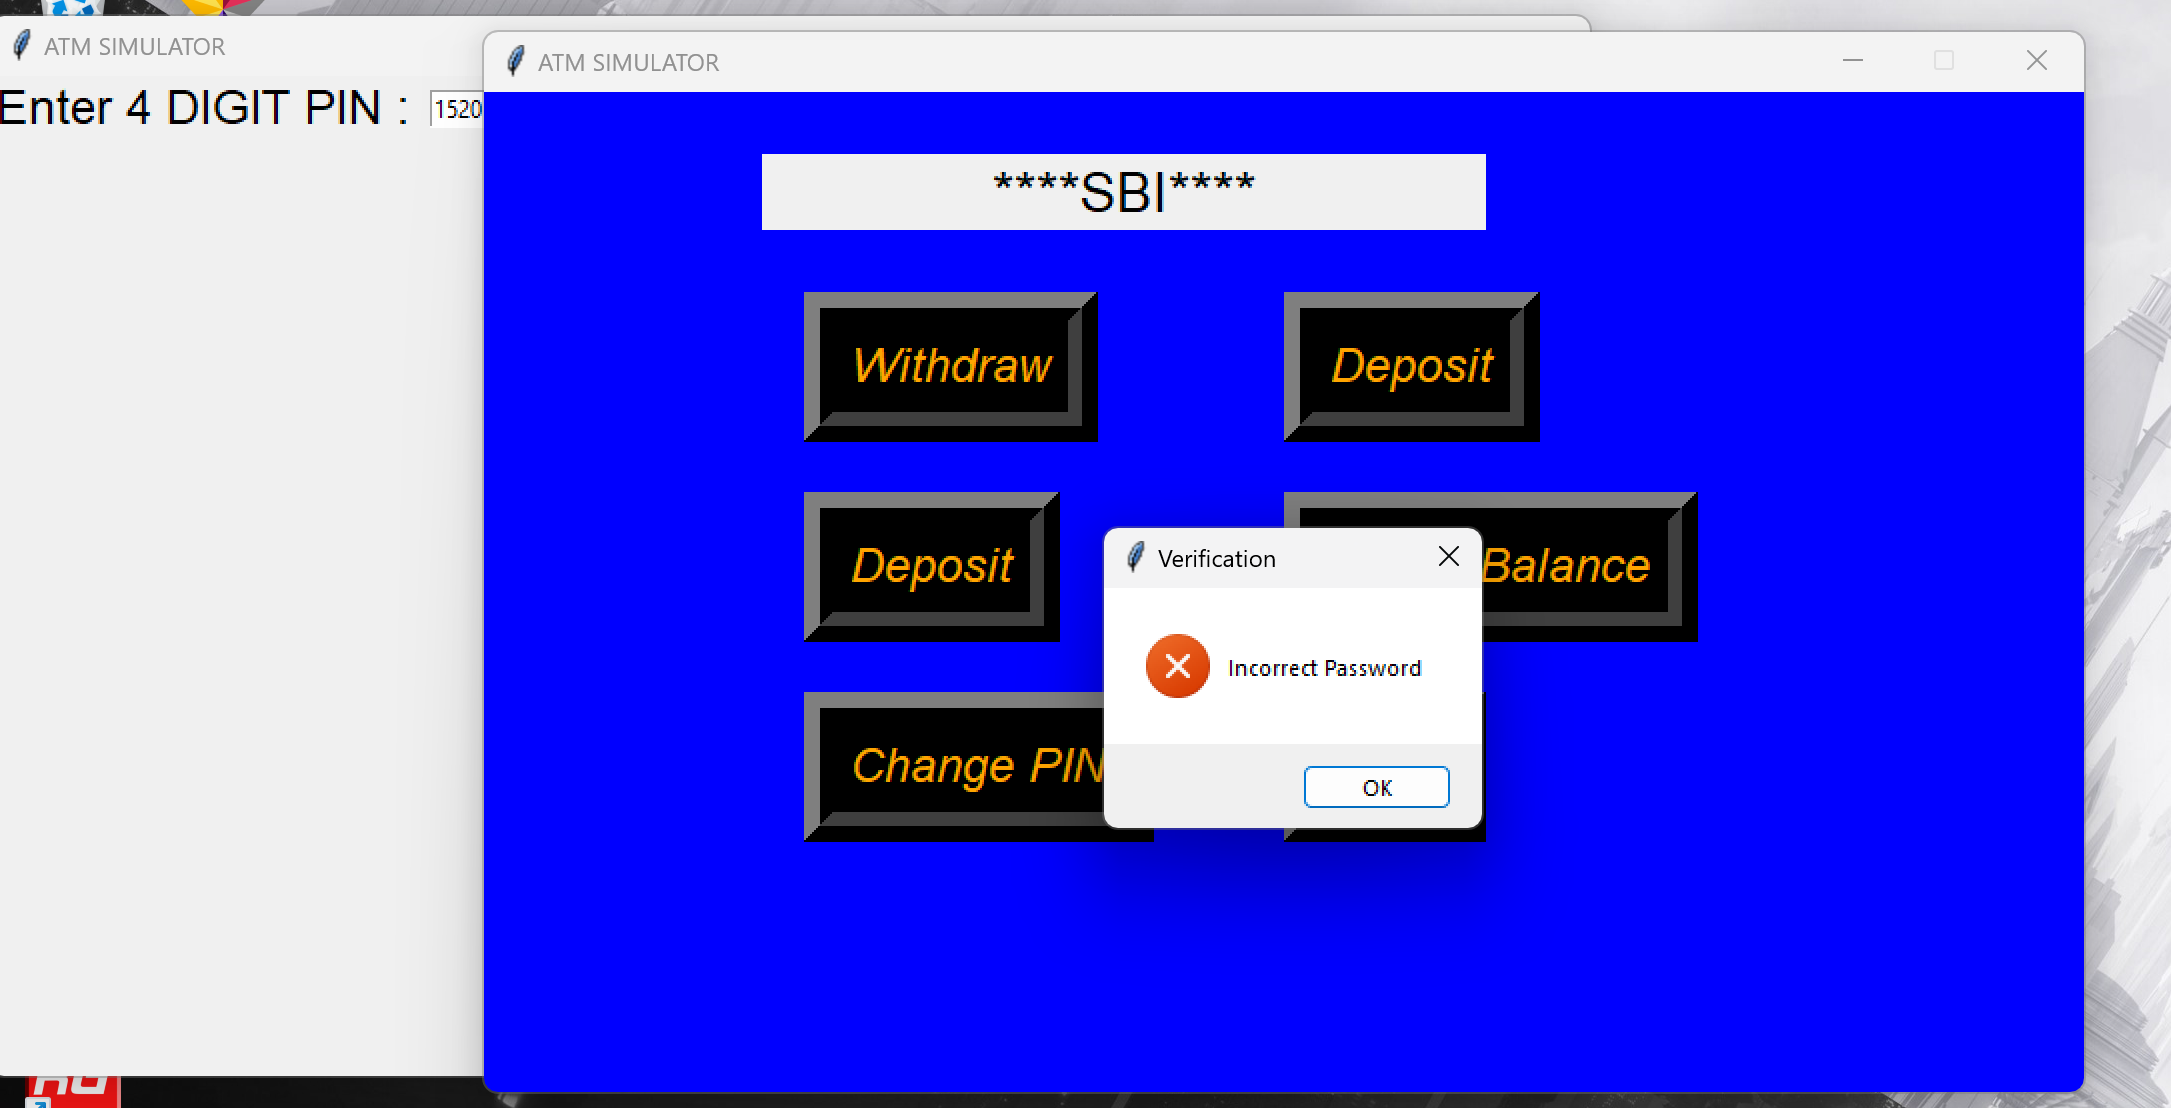 ATM SIMULATOR
Enter 4 DIGIT PIN :
1520
ATM SIMULATOR
****SBI****
Withdraw
Deposit
Deposit
Balance
Change PIN
Verification
Incorrect Password
OK